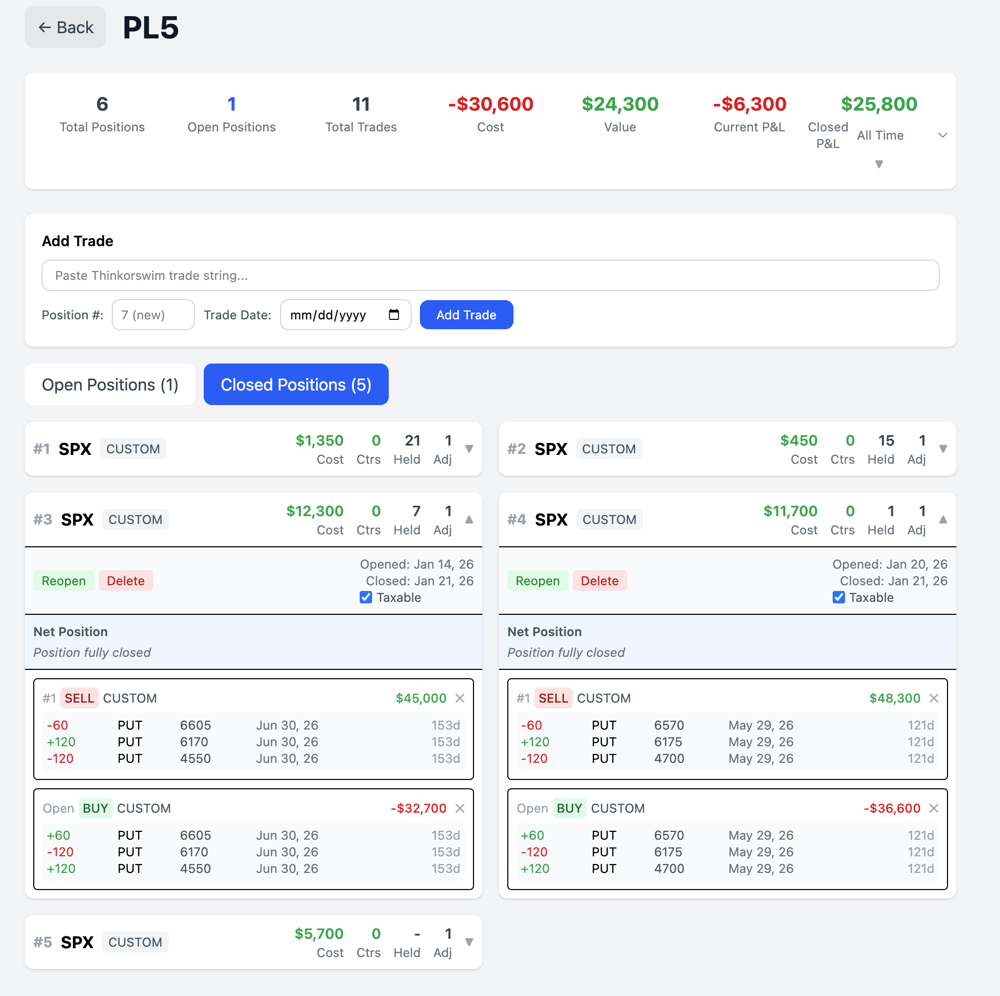 ← Back PL5
6 1 11 -$30,600 $24,300 -$6,300 $25,800
Total Positions Open Positions Total Trades Cost Value Current P&L Closed P&L All Time
▼
Add Trade
Paste Thinkorswim trade string...
Position #: 7 (new) Trade Date: mm/dd/yyyy Add Trade
Open Positions (1) Closed Positions (5)
#1 SPX CUSTOM $1,350 0 21 1 ▼
Cost Ctrs Held Adj
#2 SPX CUSTOM $450 0 15 1 ▼
Cost Ctrs Held Adj
#3 SPX CUSTOM $12,300 0 7 1 ▲
Cost Ctrs Held Adj
Opened: Jan 14, 26
Reopen Delete Closed: Jan 21, 26
Taxable
Net Position
Position fully closed
#1 SELL CUSTOM $45,000 ×
-60 PUT 6605 Jun 30, 26 153d
+120 PUT 6170 Jun 30, 26 153d
-120 PUT 4550 Jun 30, 26 153d
Open BUY CUSTOM -$32,700 ×
+60 PUT 6605 Jun 30, 26 153d
-120 PUT 6170 Jun 30, 26 153d
+120 PUT 4550 Jun 30, 26 153d
#4 SPX CUSTOM $11,700 0 1 1 ▲
Cost Ctrs Held Adj
Opened: Jan 20, 26
Reopen Delete Closed: Jan 21, 26
Taxable
Net Position
Position fully closed
#1 SELL CUSTOM $48,300 ×
-60 PUT 6570 May 29, 26 121d
+120 PUT 6175 May 29, 26 121d
-120 PUT 4700 May 29, 26 121d
Open BUY CUSTOM -$36,600 ×
+60 PUT 6570 May 29, 26 121d
-120 PUT 6175 May 29, 26 121d
+120 PUT 4700 May 29, 26 121d
#5 SPX CUSTOM $5,700 0 - 1 ▼
Cost Ctrs Held Adj